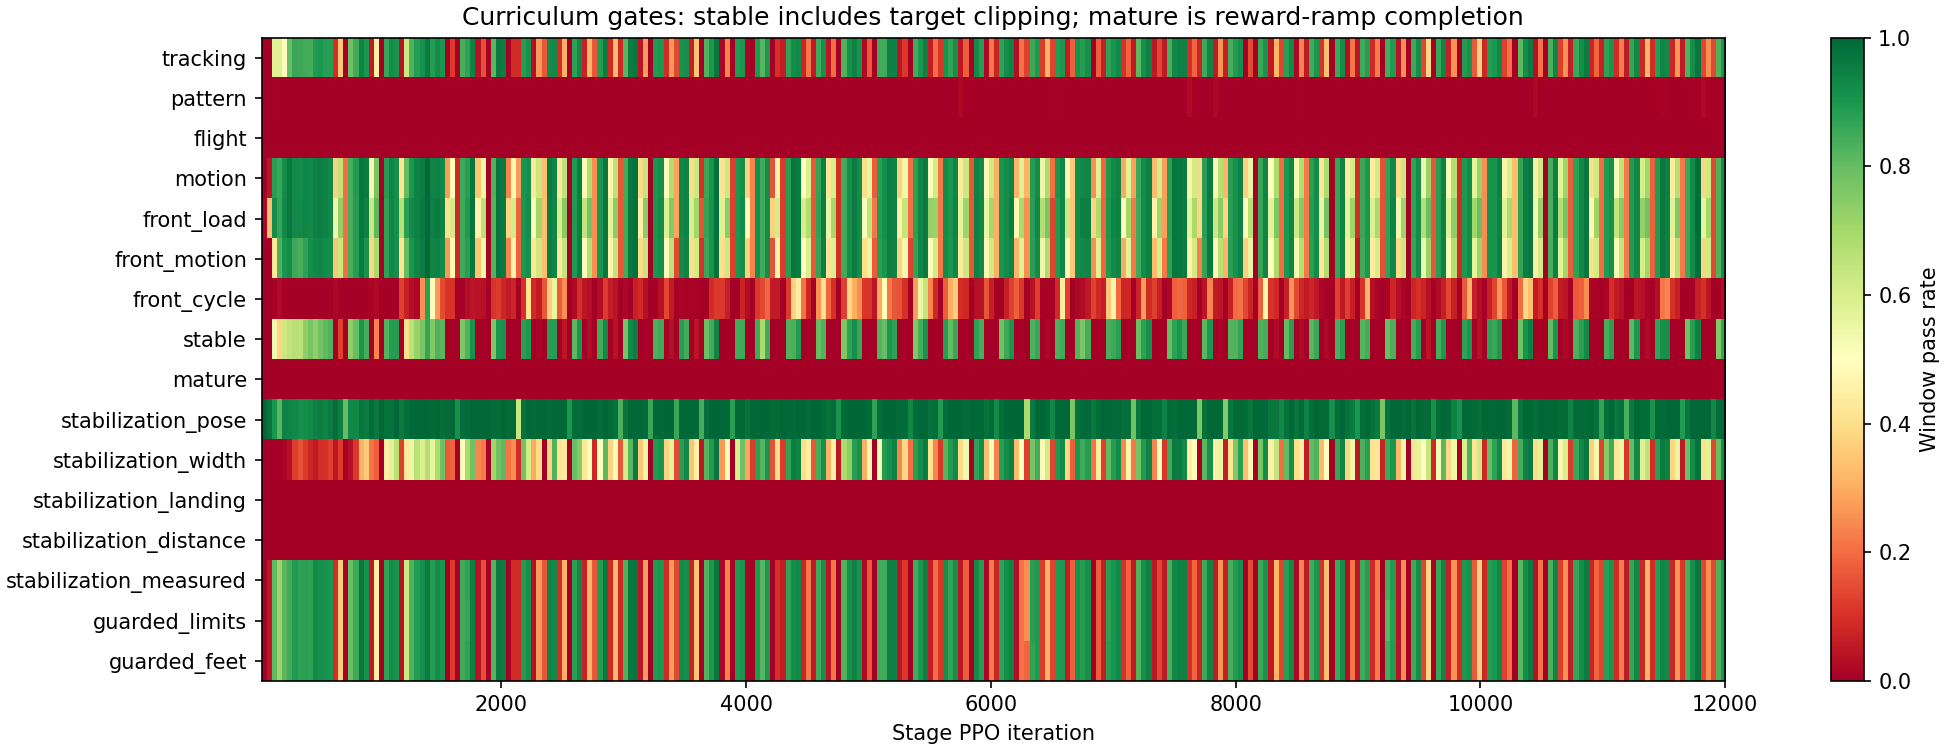 Curriculum gates: stable includes target clipping; mature is reward-ramp completion
tracking
pattern
flight
motion
front_load
front_motion
front_cycle
stable
mature
stabilization_pose
stabilization_width
stabilization_landing
stabilization_distance
stabilization_measured
guarded_limits
guarded_feet
2000
4000
6000
8000
10000
12000
Stage PPO iteration
1.0
0.8
0.6
0.4
0.2
0.0
Window pass rate